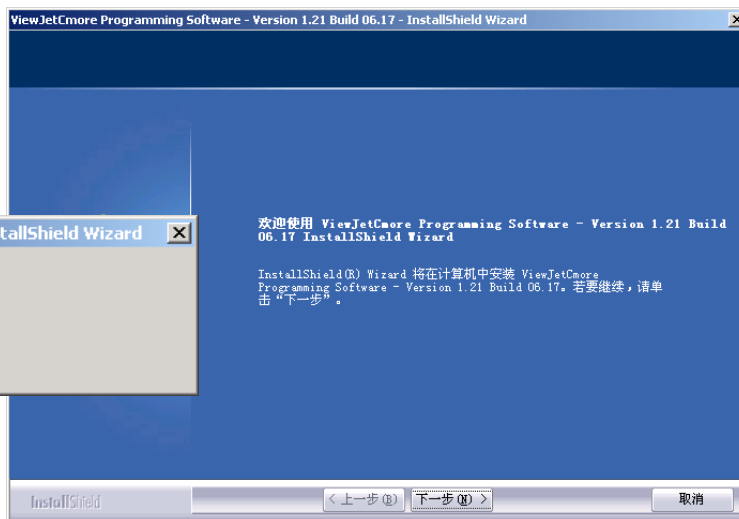 ViewJetCmore Programming Software - Version 1.21 Build 06.17 - InstallShield Wizard
欢迎使用 ViewJetCmore Programming Software - Version 1.21 Build
06.17 InstallShield Wizard
tallShield Wizard
InstallShield(R) Wizard 将在计算机中安装 ViewJetCmore
Programming Software - Version 1.21 Build 06.17。若要继续，请单
击“下一步”。
InstallShield
< 上一步(B)
下一步(N) >
取消